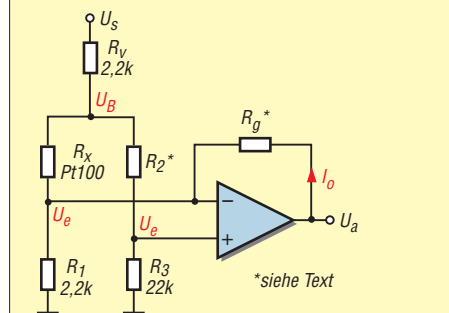 U_s
R_V
2,2k
U_B
R_g*
R_x
Pt100
R_2*
I_o
U_e
U_e
−
+
U_a
R_1
2,2k
R_3
22k
*siehe Text